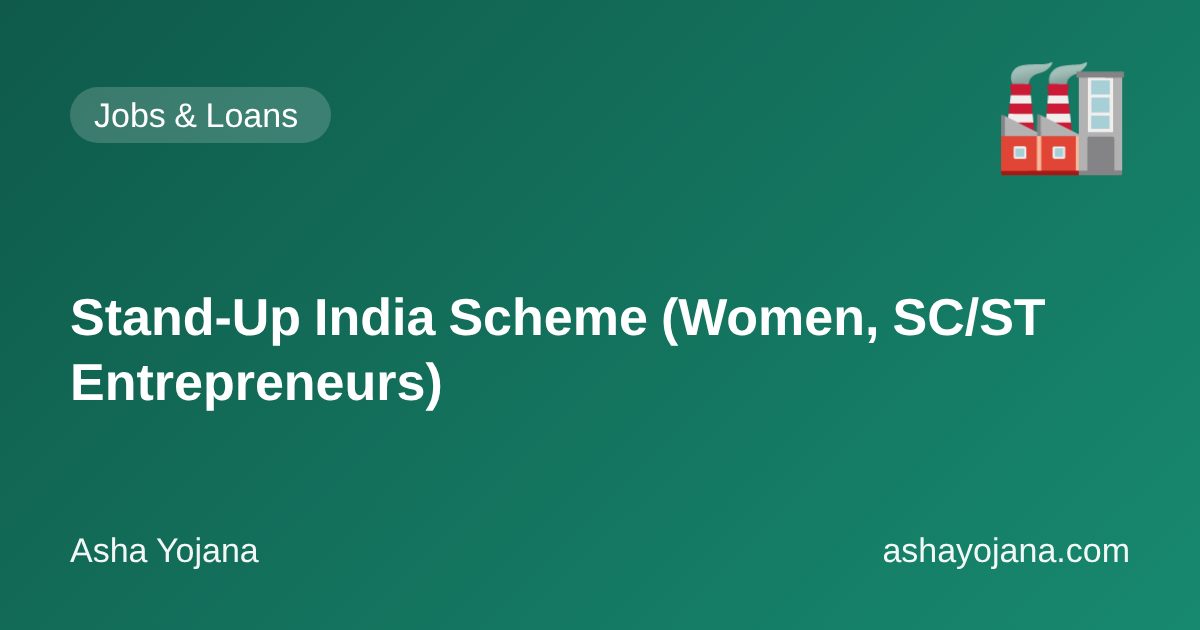 Jobs & Loans
Stand-Up India Scheme (Women, SC/ST
Entrepreneurs)
Asha Yojana
ashayojana.com